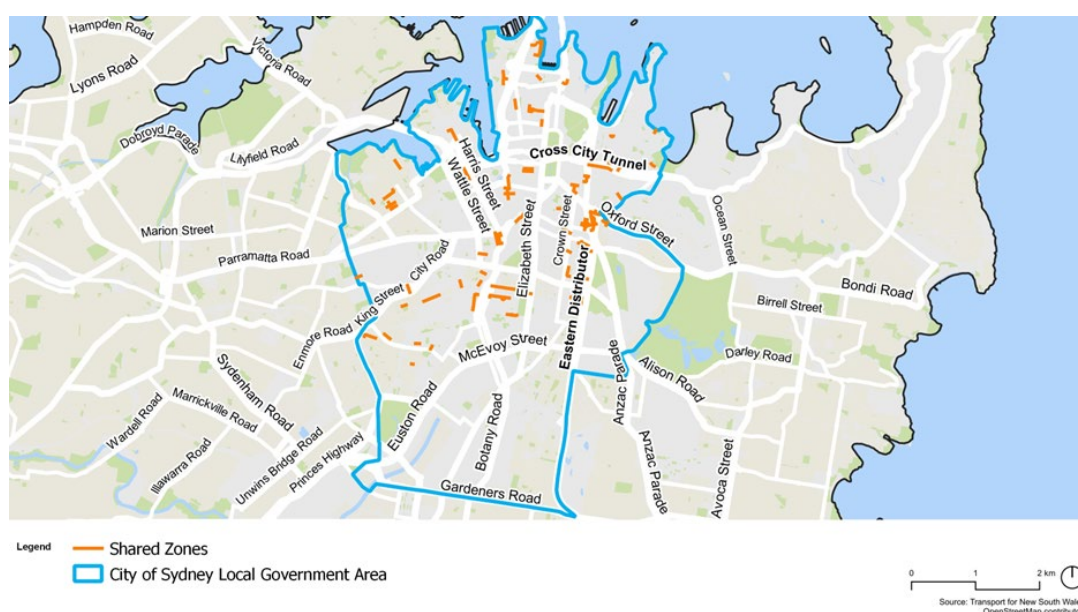 Hampden Road
Victoria Road
Lyons Road
Dobroyd Parade
Lilyfield Road
Harris Street
Wattle Street
Cross City Tunnel
Marion Street
Parramatta Road
City Road
Elizabeth Street
Crown Street
Oxford Street
Ocean Street
Eastern Distributor
Bondi Road
Birrell Street
King Street
Enmore Road
McEvoy Street
Darley Road
Sydenham Road
Alison Road
Anzac Parade
Marrickville Road
Wardell Road
Euston Road
Illawarra Road
Unwins Bridge Road
Princes Highway
Botany Road
Gardeners Road
Anzac Parade
Avoca Street
Legend
Shared Zones
City of Sydney Local Government Area
0 1 2 km
Source: Transport for New South Wale
OpenStreetMap contribut